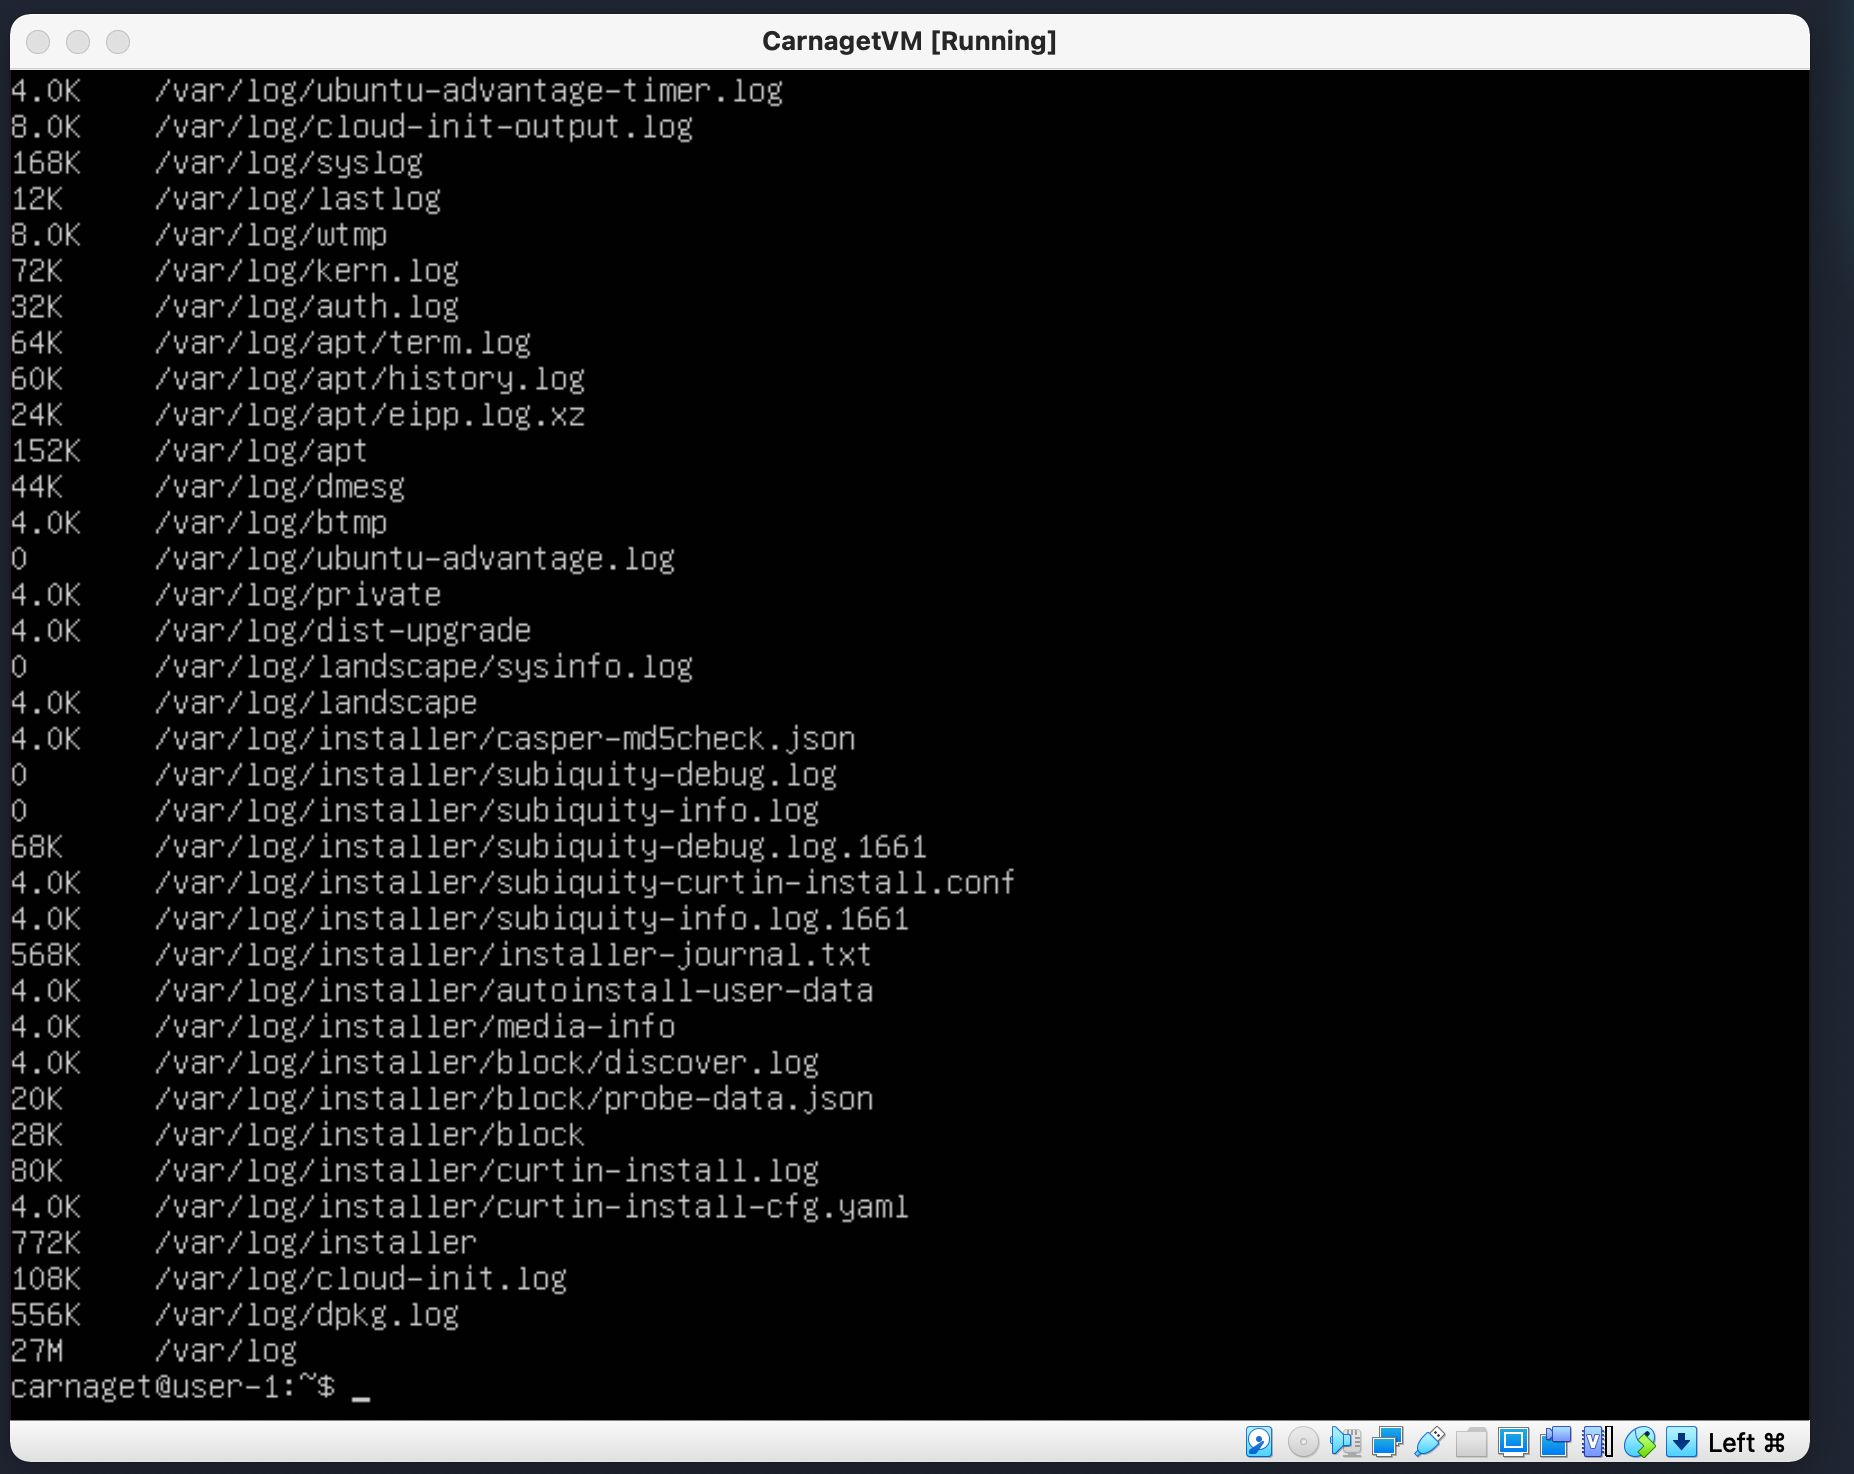 CarnagetVM [Running]
4.0K /var/log/ubuntu-advantage-timer.log
8.0K /var/log/cloud-init-output.log
168K /var/log/syslog
12K /var/log/lastlog
8.0K /var/log/wtmp
72K /var/log/kern.log
32K /var/log/auth.log
64K /var/log/apt/term.log
60K /var/log/apt/history.log
24K /var/log/apt/eipp.log.xz
152K /var/log/apt
44K /var/log/dmesg
4.0K /var/log/btmp
0 /var/log/ubuntu-advantage.log
4.0K /var/log/private
4.0K /var/log/dist-upgrade
0 /var/log/landscape/sysinfo.log
4.0K /var/log/landscape
4.0K /var/log/installer/casper-md5check.json
0 /var/log/installer/subiquity-debug.log
0 /var/log/installer/subiquity-info.log
68K /var/log/installer/subiquity-debug.log.1661
4.0K /var/log/installer/subiquity-curtin-install.conf
4.0K /var/log/installer/subiquity-info.log.1661
568K /var/log/installer/installer-journal.txt
4.0K /var/log/installer/autoinstall-user-data
4.0K /var/log/installer/media-info
4.0K /var/log/installer/block/discover.log
20K /var/log/installer/block/probe-data.json
28K /var/log/installer/block
80K /var/log/installer/curtin-install.log
4.0K /var/log/installer/curtin-install-cfg.yaml
772K /var/log/installer
108K /var/log/cloud-init.log
556K /var/log/dpkg.log
27M /var/log
carnaget@user-1:~$ _
Left ⌘